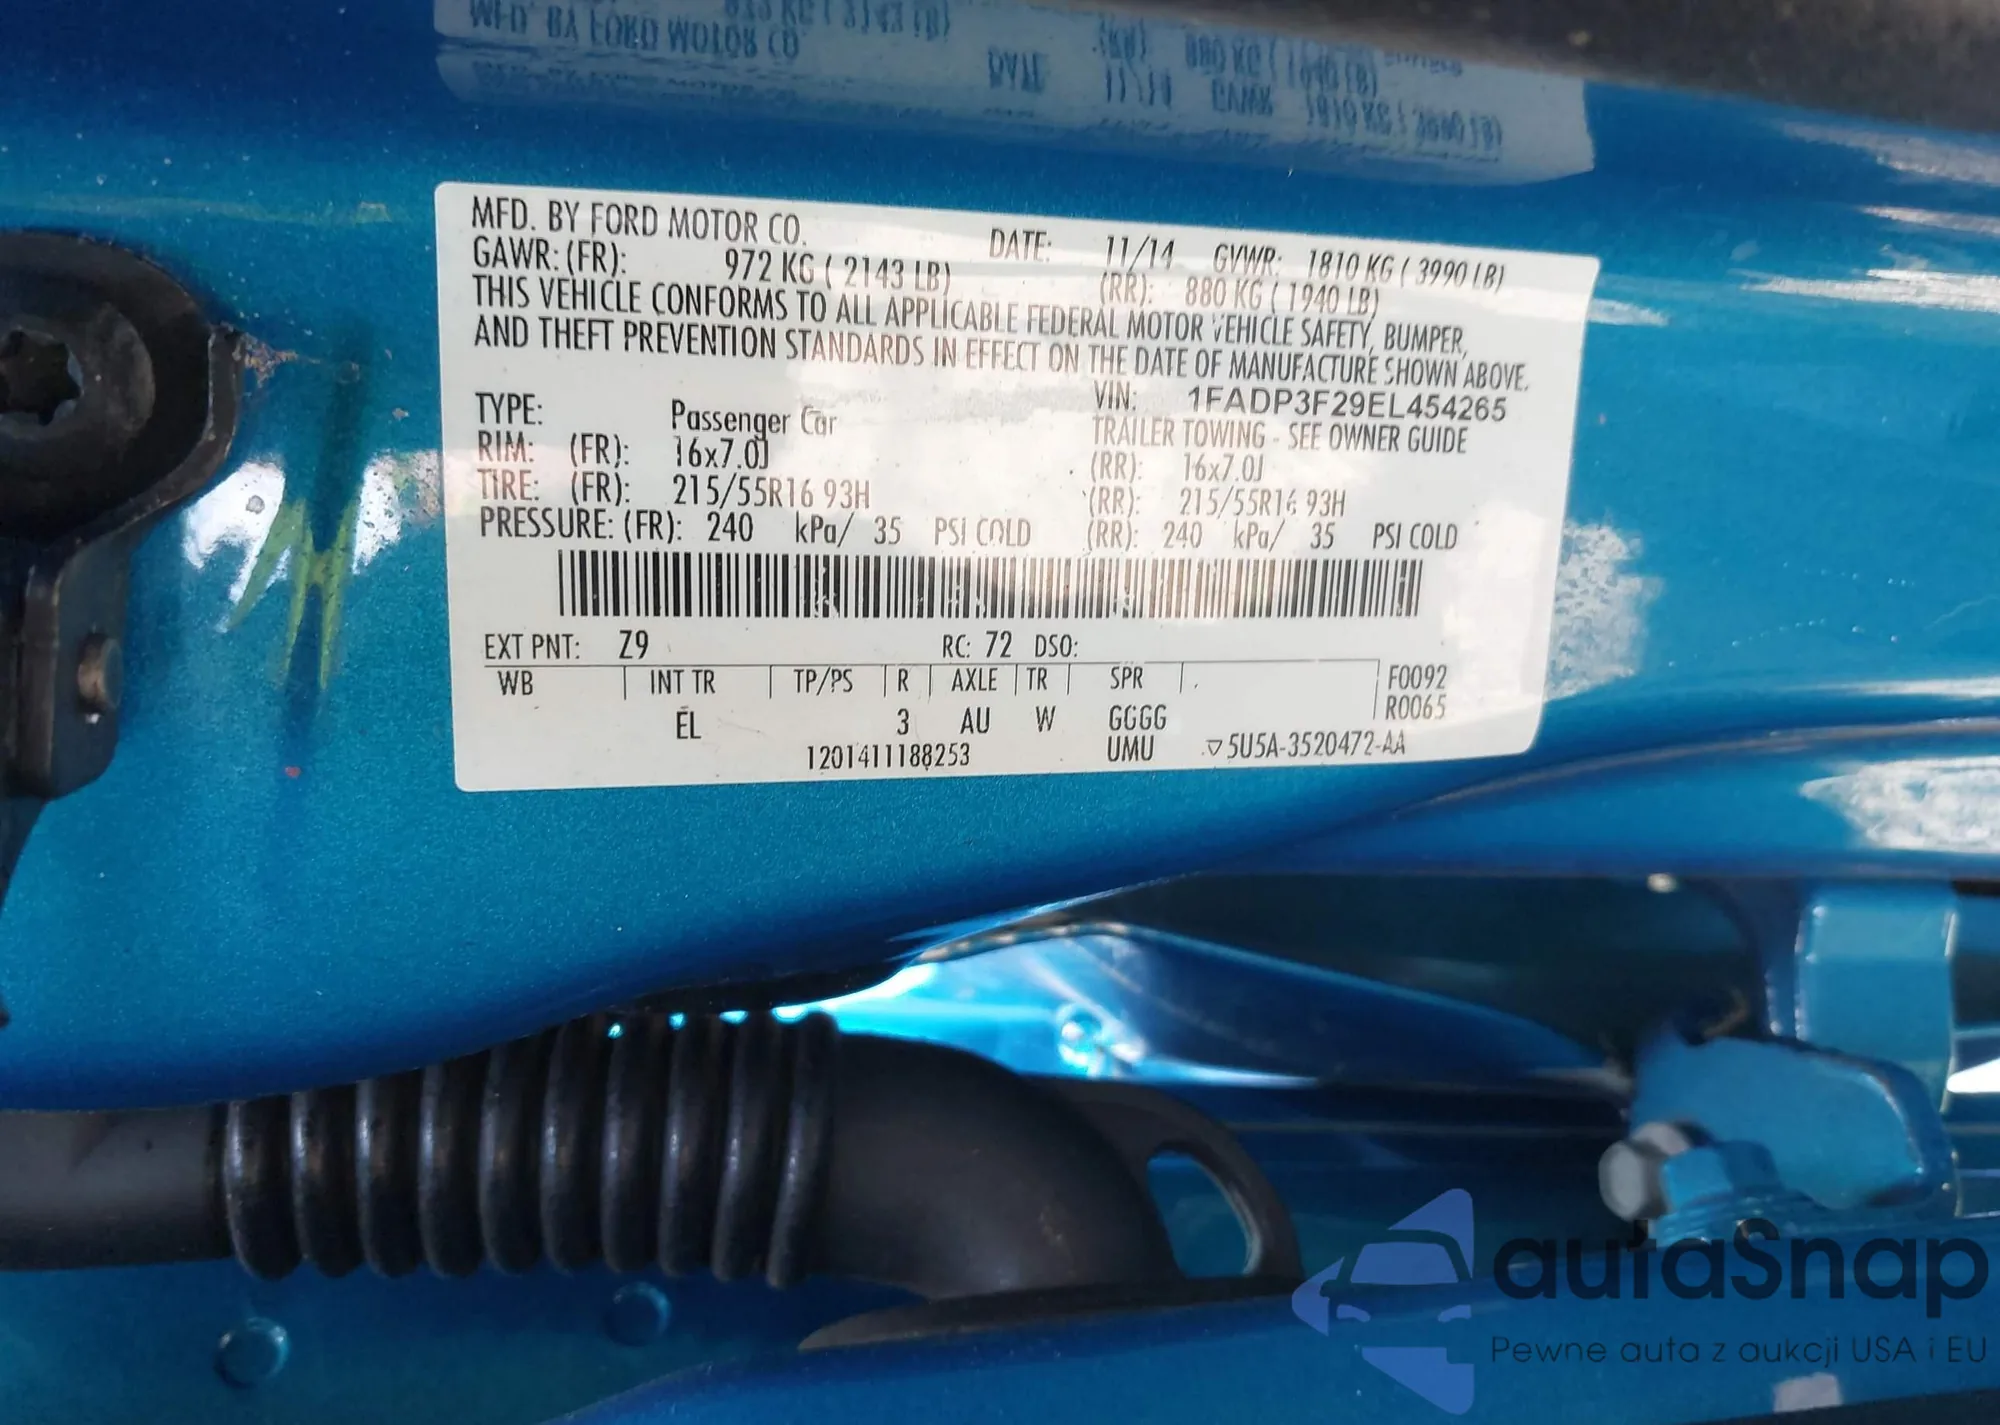 MFD. BY FORD MOTOR CO.
DATE: 11/14 GVWR: 1810 KG ( 3990 LB)
GAWR: (FR): 972 KG ( 2143 LB) (RR): 880 KG ( 1940 LB)
THIS VEHICLE CONFORMS TO ALL APPLICABLE FEDERAL MOTOR VEHICLE SAFETY, BUMPER,
AND THEFT PREVENTION STANDARDS IN EFFECT ON THE DATE OF MANUFACTURE SHOWN ABOVE.
VIN: 1FADP3F29EL454265
TYPE: Passenger Car TRAILER TOWING - SEE OWNER GUIDE
RIM: (FR): 16x7.0J (RR): 16x7.0J
TIRE: (FR): 215/55R16 93H (RR): 215/55R16 93H
PRESSURE: (FR): 240 kPa/ 35 PSI COLD (RR): 240 kPa/ 35 PSI COLD
EXT PNT: Z9 RC: 72 DSO:
WB INT TR TP/PS R AXLE TR SPR F0092
R0065
EL 3 AU W GGGG
1201411188253 UMU ▽5U5A-3520472-AA
autaSnap
Pewne auta z aukcji USA i EU